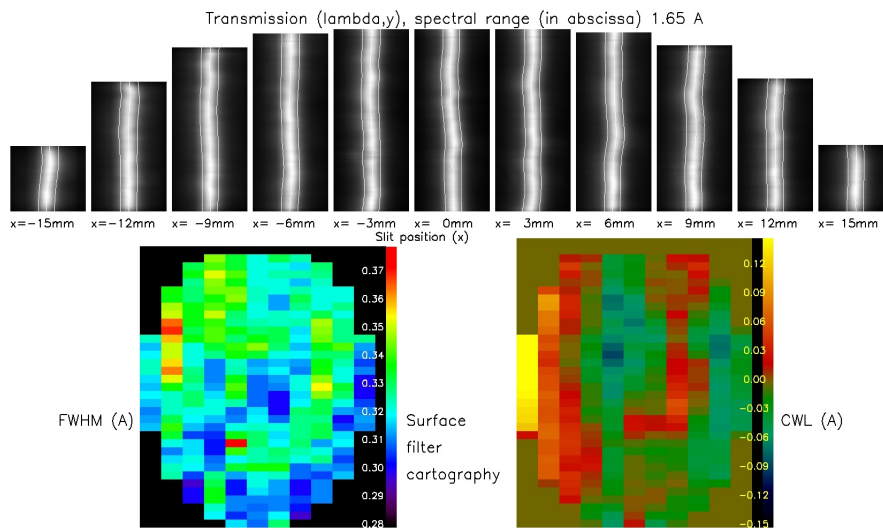 Transmission (lambda,y), spectral range (in abscissa) 1.65 A
x=-15mm x=-12mm x= -9mm x= -6mm x= -3mm x= 0mm x= 3mm x= 6mm x= 9mm x= 12mm x= 15mm
Slit position (x)
0.37
0.36
0.35
0.34
0.33
0.32
0.31
0.30
0.29
0.28
FWHM (A)
Surface
filter
cartography
0.12
0.09
0.06
0.03
0.00
-0.03
-0.06
-0.09
-0.12
-0.15
CWL (A)